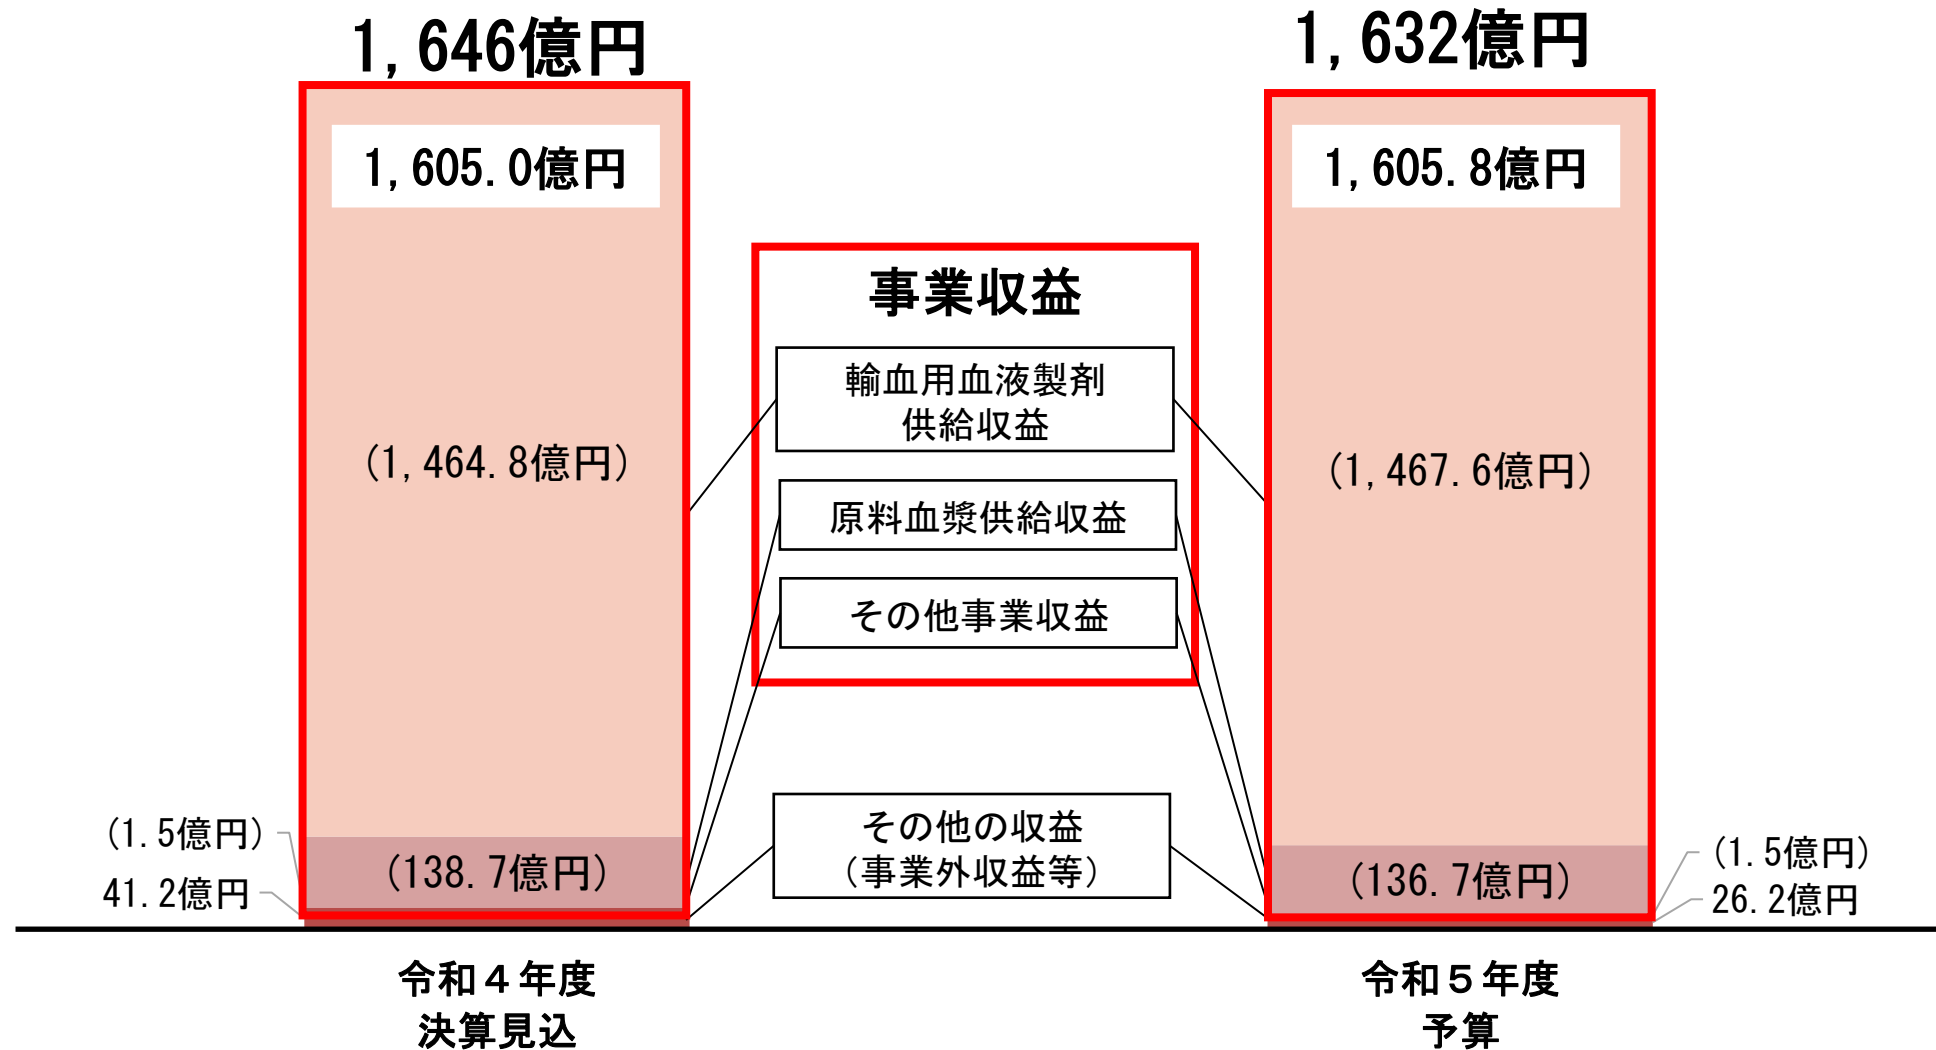 1,646億円
1,632億円
1,605.0億円
1,605.8億円
事業収益
輸血用血液製剤
供給収益
(1,464.8億円)
(1,467.6億円)
原料血漿供給収益
その他事業収益
その他の収益
(事業外収益等)
(1.5億円)
41.2億円
(138.7億円)
(136.7億円)
(1.5億円)
26.2億円
令和４年度
決算見込
令和５年度
予算